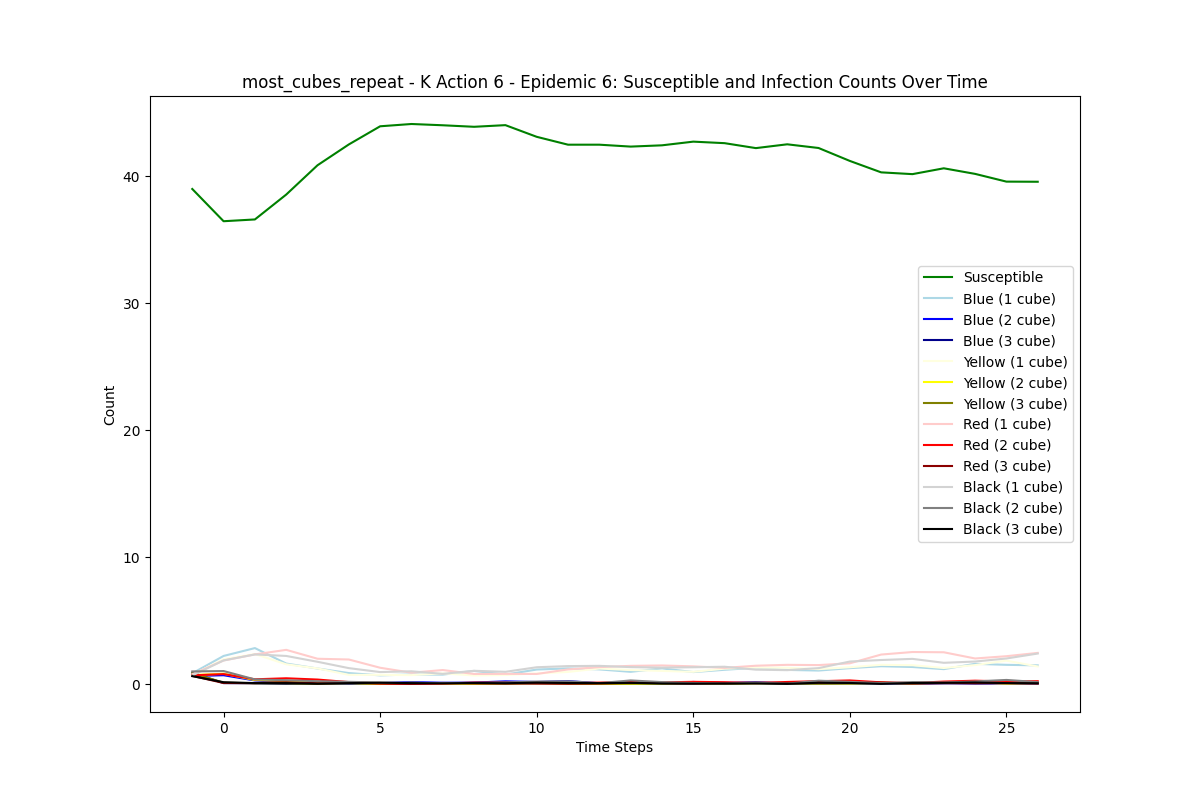 most_cubes_repeat - K Action 6 - Epidemic 6: Susceptible and Infection Counts Over Time
Count
40
30
20
10
0
Susceptible
Blue (1 cube)
Blue (2 cube)
Blue (3 cube)
Yellow (1 cube)
Yellow (2 cube)
Yellow (3 cube)
Red (1 cube)
Red (2 cube)
Red (3 cube)
Black (1 cube)
Black (2 cube)
Black (3 cube)
0 5 10 15 20 25
Time Steps